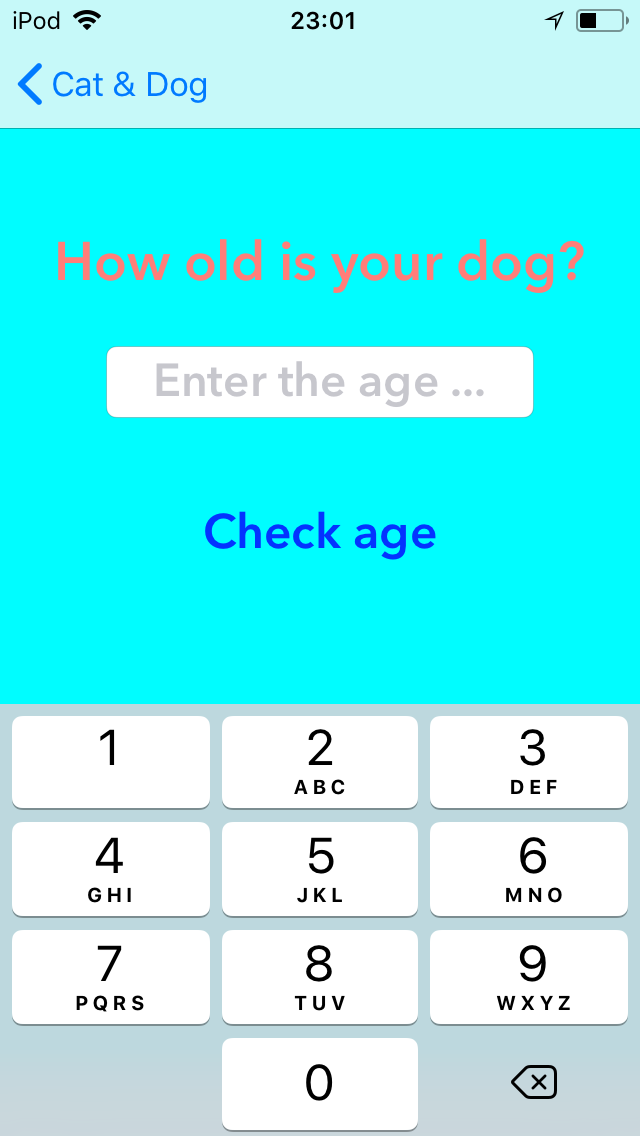 iPod 23:01
Cat & Dog
How old is your dog?
Enter the age ...
Check age
1 2 3
ABC DEF
4 5 6
GHI JKL MNO
7 8 9
PQRS TUV WXYZ
0